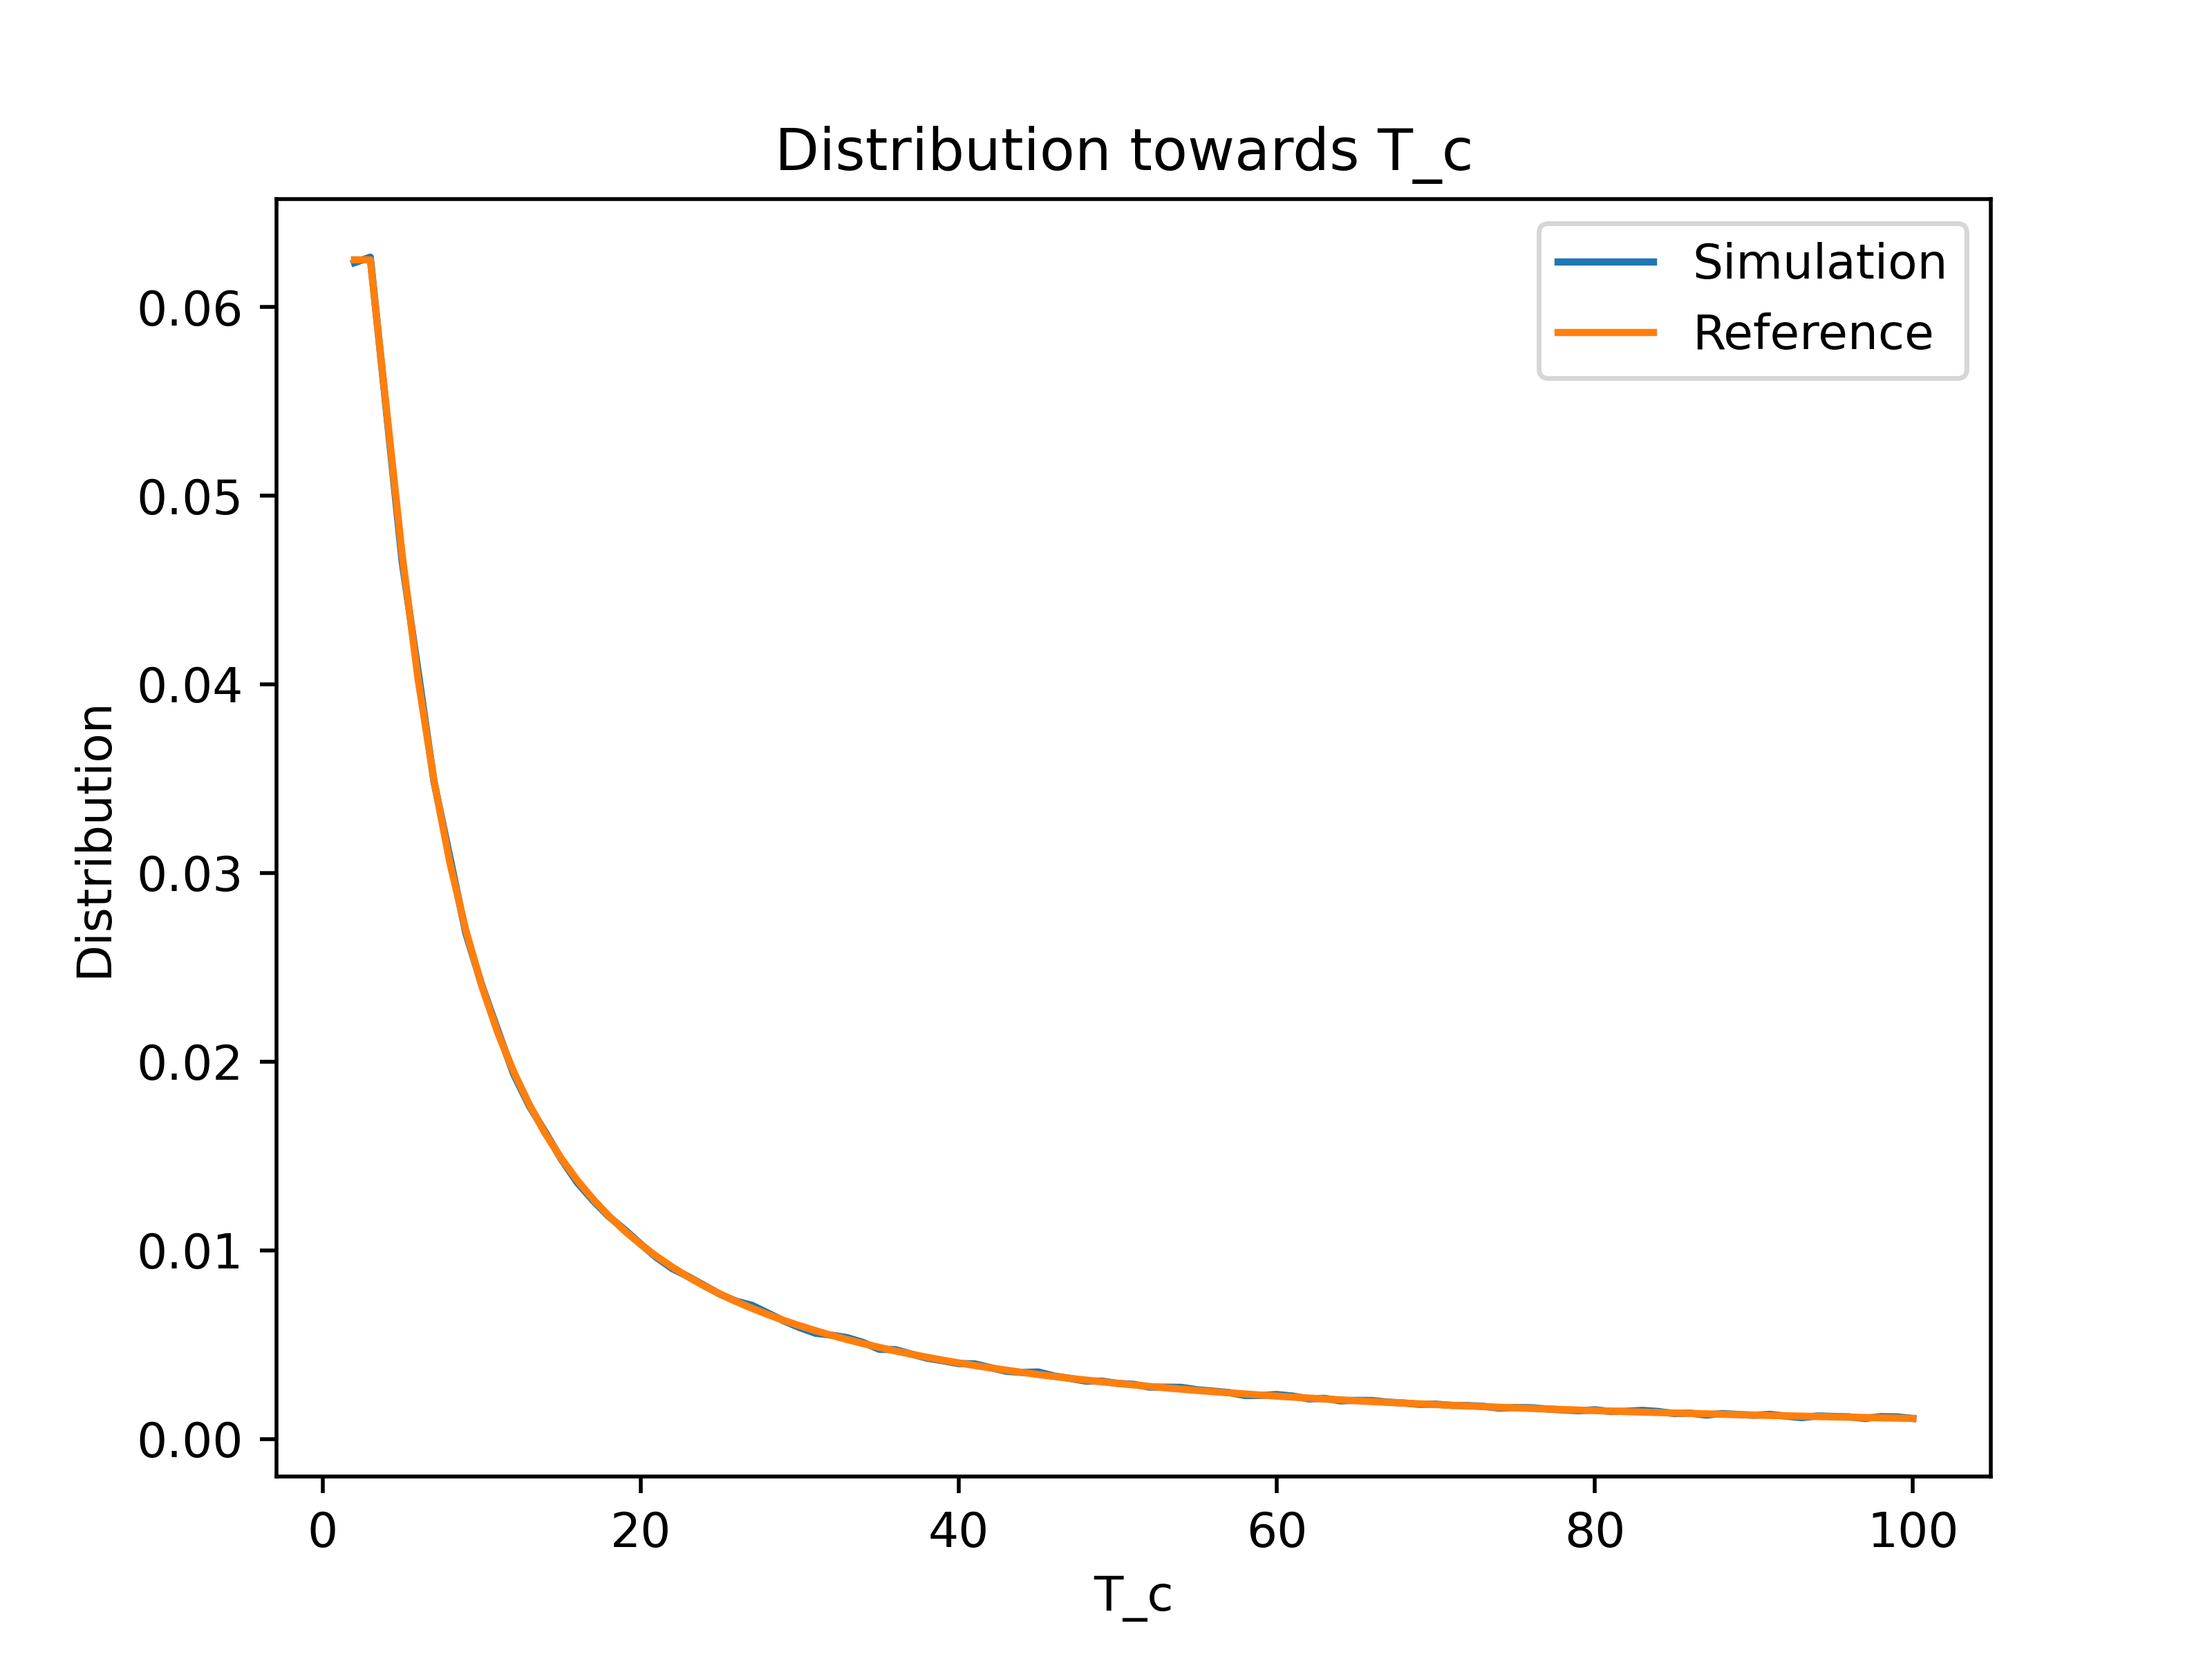 Distribution towards T_c
Simulation
Reference
0.06
0.05
0.04
0.03
0.02
0.01
0.00
Distribution
0 20 40 60 80 100
T_c